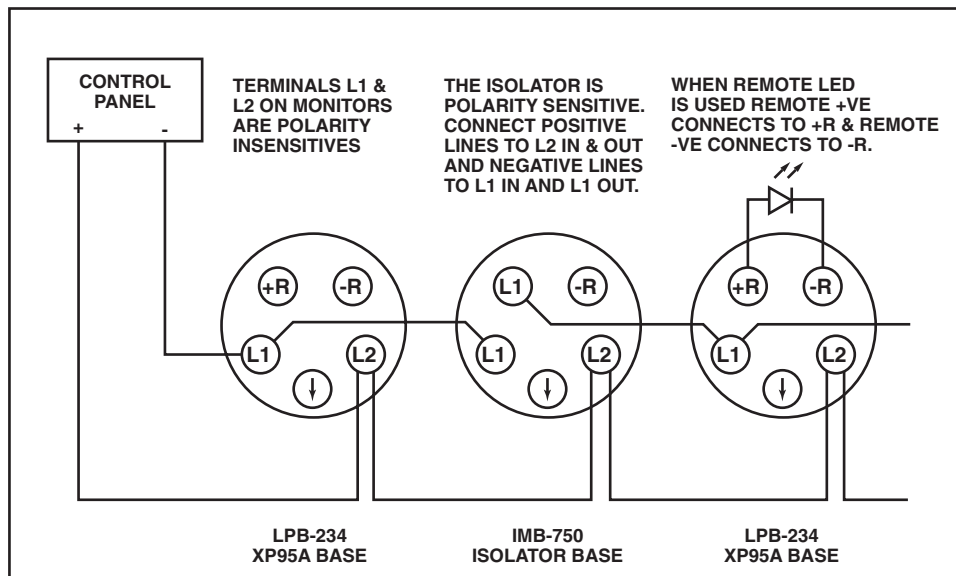 CONTROL
PANEL
+ -
TERMINALS L1 &
L2 ON MONITORS
ARE POLARITY
INSENSITIVES
THE ISOLATOR IS
POLARITY SENSITIVE.
CONNECT POSITIVE
LINES TO L2 IN & OUT
AND NEGATIVE LINES
TO L1 IN AND L1 OUT.
WHEN REMOTE LED
IS USED REMOTE +VE
CONNECTS TO +R & REMOTE
-VE CONNECTS TO -R.
+R -R
L1 L2
L1 -R
L1 L2
+R -R
L1 L2
LPB-234
XP95A BASE
IMB-750
ISOLATOR BASE
LPB-234
XP95A BASE